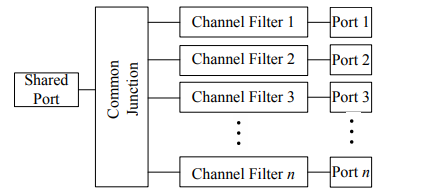 Shared
Port
Common
Junction
Channel Filter 1
Port 1
Channel Filter 2
Port 2
Channel Filter 3
Port 3
Channel Filter n
Port n